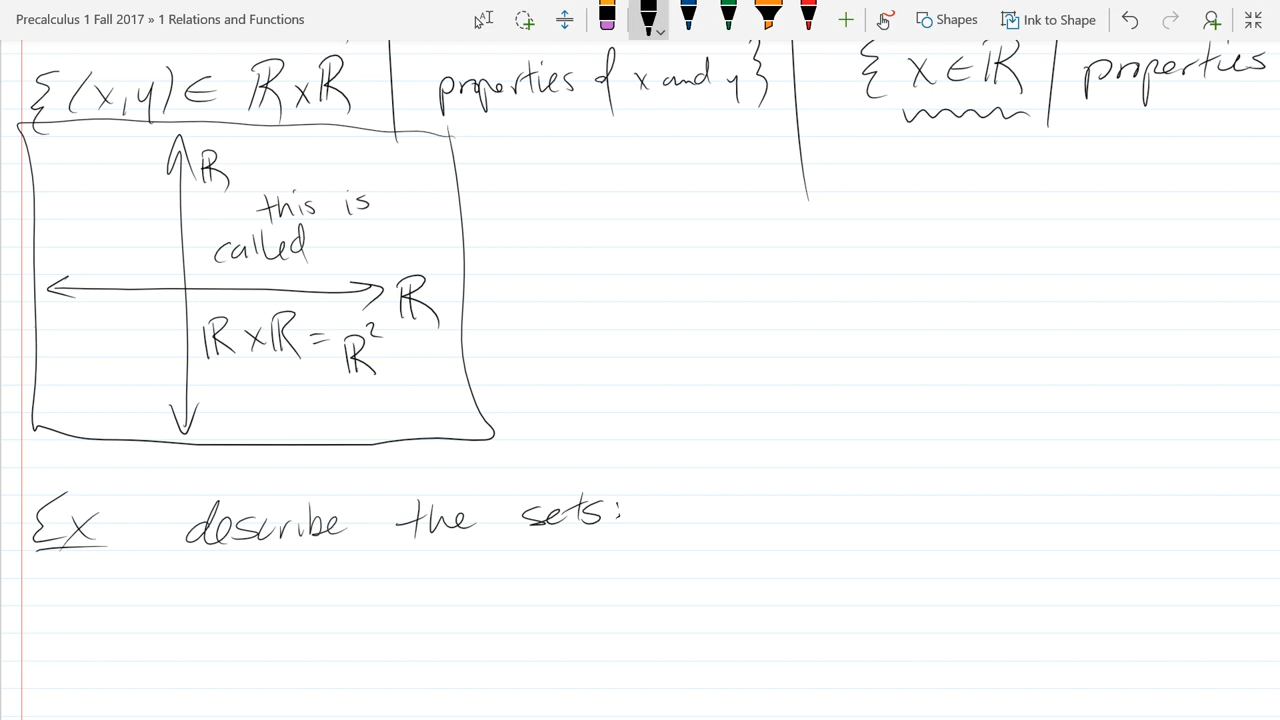 Precalculus 1 Fall 2017 » 1 Relations and Functions
Shapes
Ink to Shape
{(x,y) ∈ ℝ×ℝ | properties of x and y}
{ x ∈ ℝ | properties
ℝ
this is
called
ℝ
ℝ×ℝ = ℝ²
Ex describe the sets: